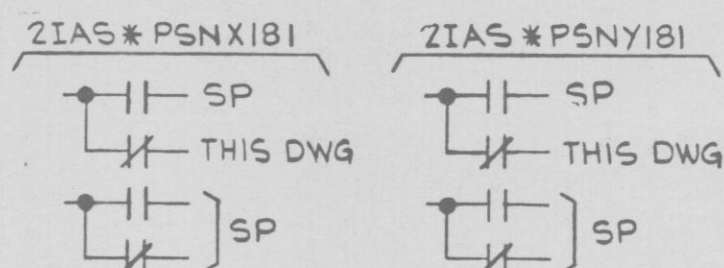 2IAS*PSNX181 2IAS*PSNY181
SP SP
THIS DWG THIS DWG
SP SP